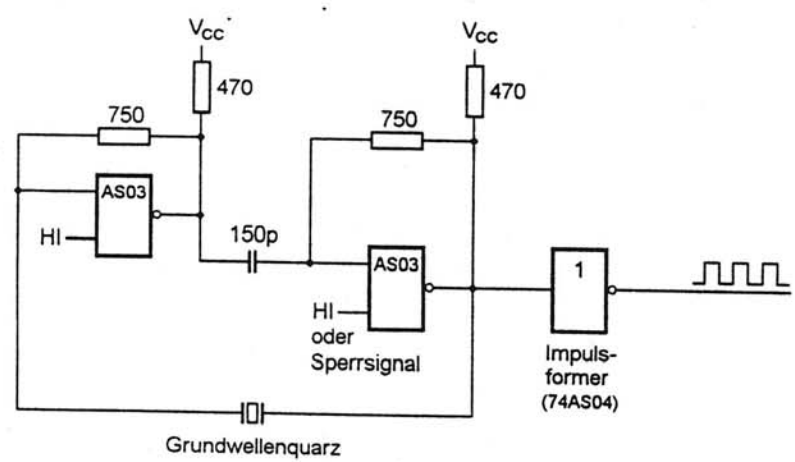 VCC
VCC
470
470
750
750
AS03
HI
150p
AS03
HI
oder
Sperrsignal
1
Impuls-
former
(74AS04)
Grundwellenquarz